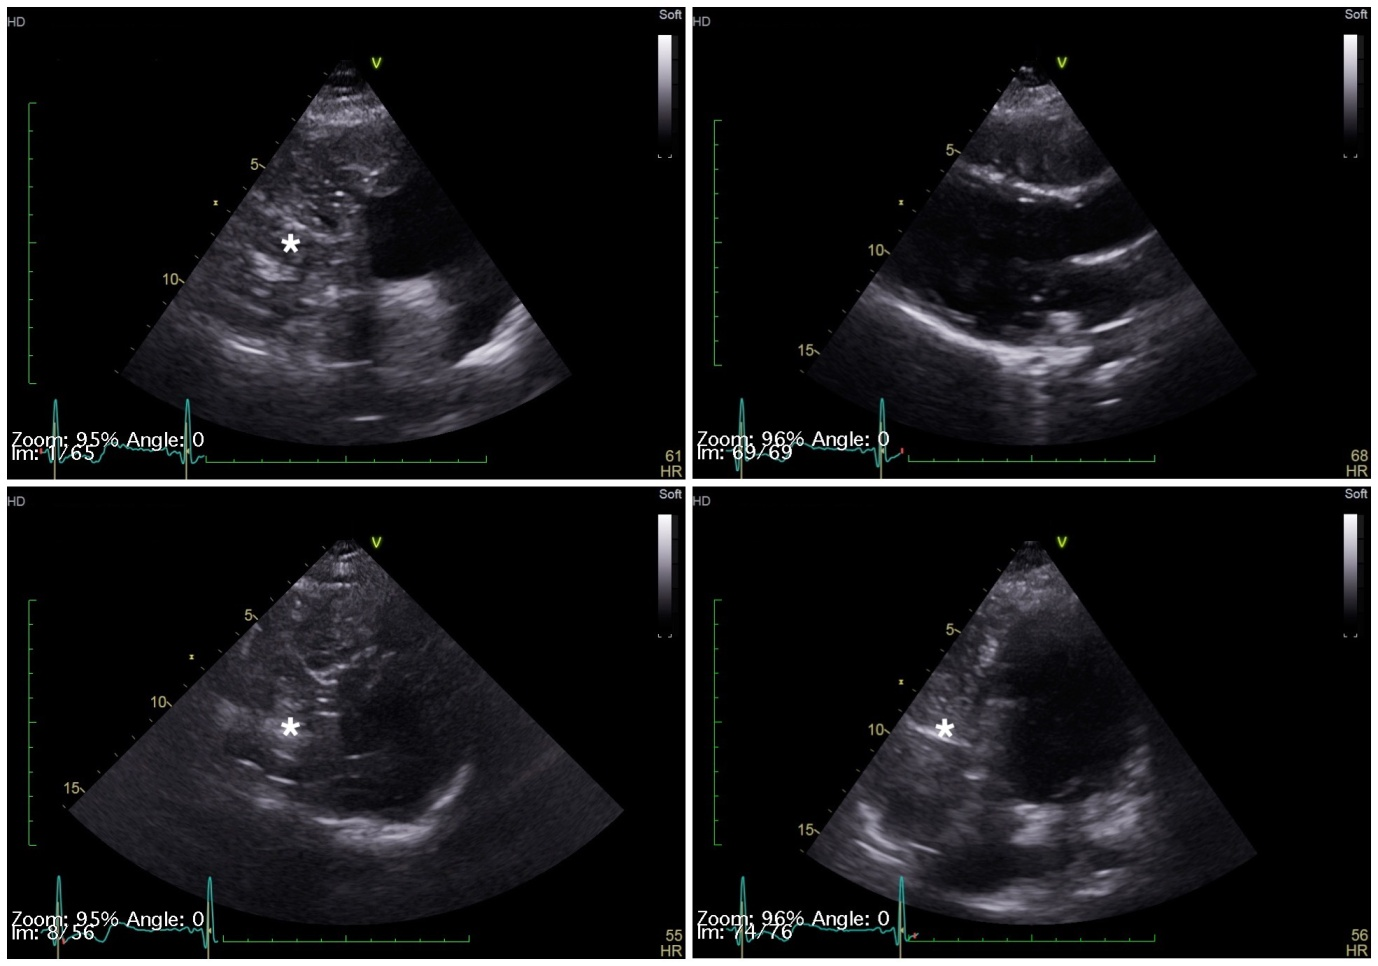 HD
Soft
V
5
10
*
Zoom: 95% Angle: 0
Im: 1/65
61
HR
HD
Soft
V
5
10
15
Zoom: 96% Angle: 0
Im: 69/69
68
HR
HD
Soft
V
5
10
*
15
Zoom: 95% Angle: 0
Im: 8/56
55
HR
HD
Soft
V
5
10
*
15
Zoom: 96% Angle: 0
Im: 74/76
56
HR